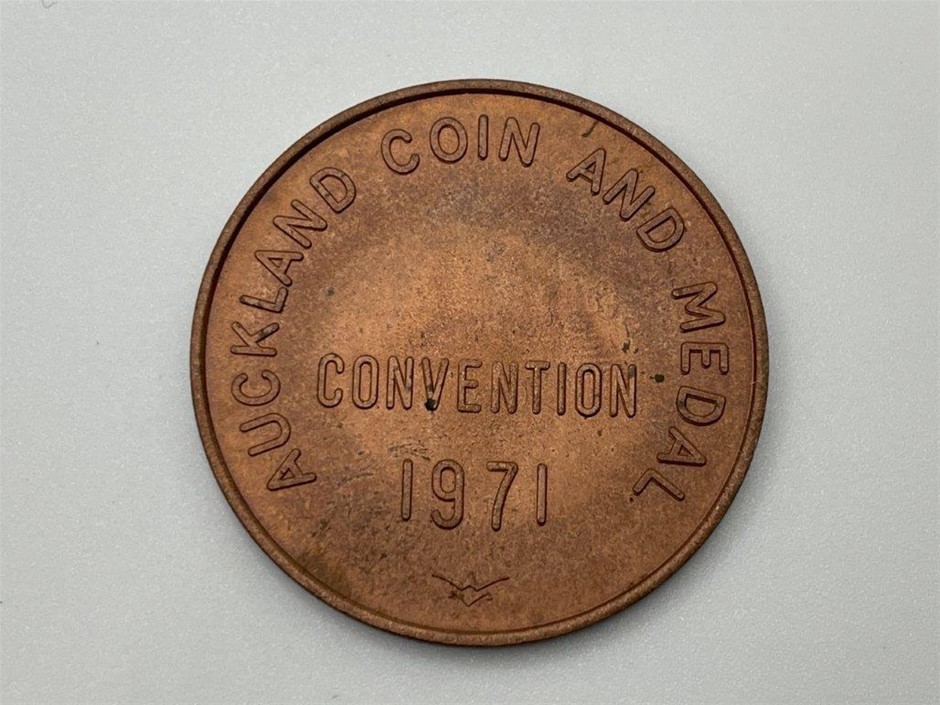 AUCKLAND COIN AND MEDAL
CONVENTION
1971